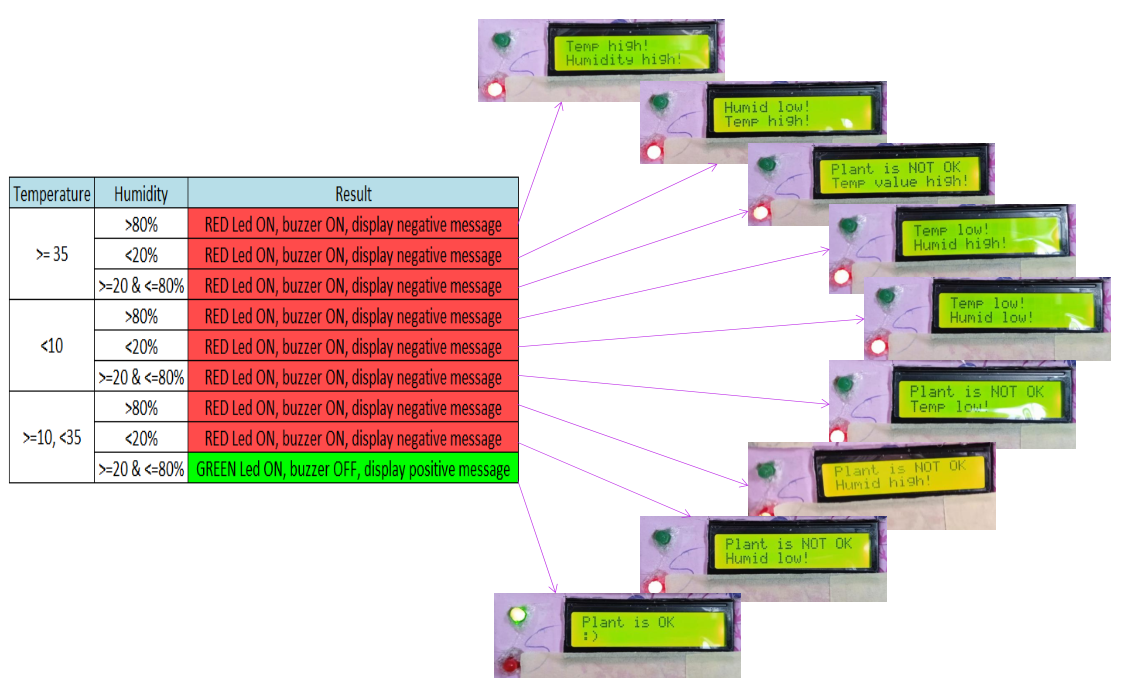 Temp high!
Humidity high!
Humid low!
Temp high!
Plant is NOT OK
Temp value high!
Temp low!
Humid high!
Temp low!
Humid low!
Plant is NOT OK
Temp low!
Plant is NOT OK
Humid high!
Plant is NOT OK
Humid low!
Plant is OK
:)
Temperature Humidity Result
>= 35
>80% RED Led ON, buzzer ON, display negative message
<20% RED Led ON, buzzer ON, display negative message
>=20 & <=80% RED Led ON, buzzer ON, display negative message
<10
>80% RED Led ON, buzzer ON, display negative message
<20% RED Led ON, buzzer ON, display negative message
>=20 & <=80% RED Led ON, buzzer ON, display negative message
>=10, <35
>80% RED Led ON, buzzer ON, display negative message
<20% RED Led ON, buzzer ON, display negative message
>=20 & <=80% GREEN Led ON, buzzer OFF, display positive message